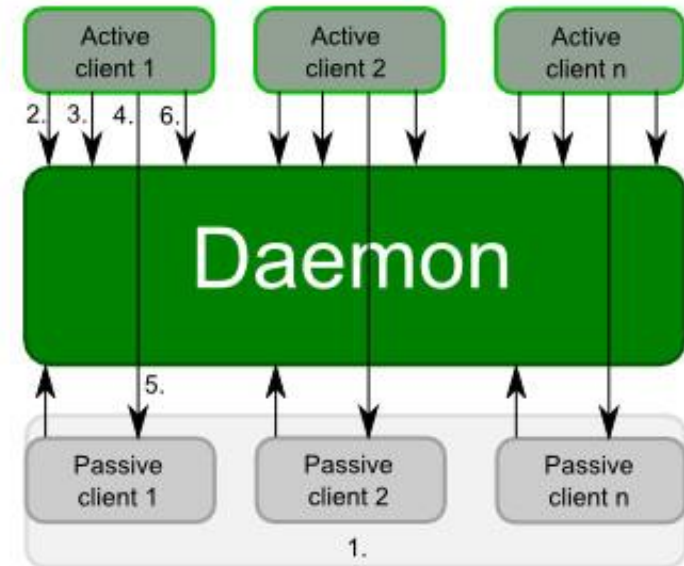 Active
client 1
Active
client 2
Active
client n
2. 3. 4. 6.
Daemon
5.
Passive
client 1
Passive
client 2
Passive
client n
1.